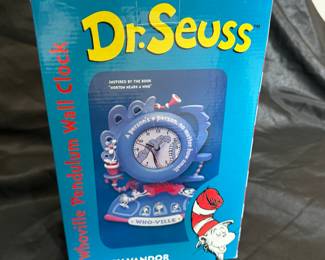 Dr. Seuss™
Whoville Pendulum Wall Clock
INSPIRED BY THE BOOK
"HORTON HEARS A WHO"
A person's a person, no matter how small
WHO-VILLE
VANDOR